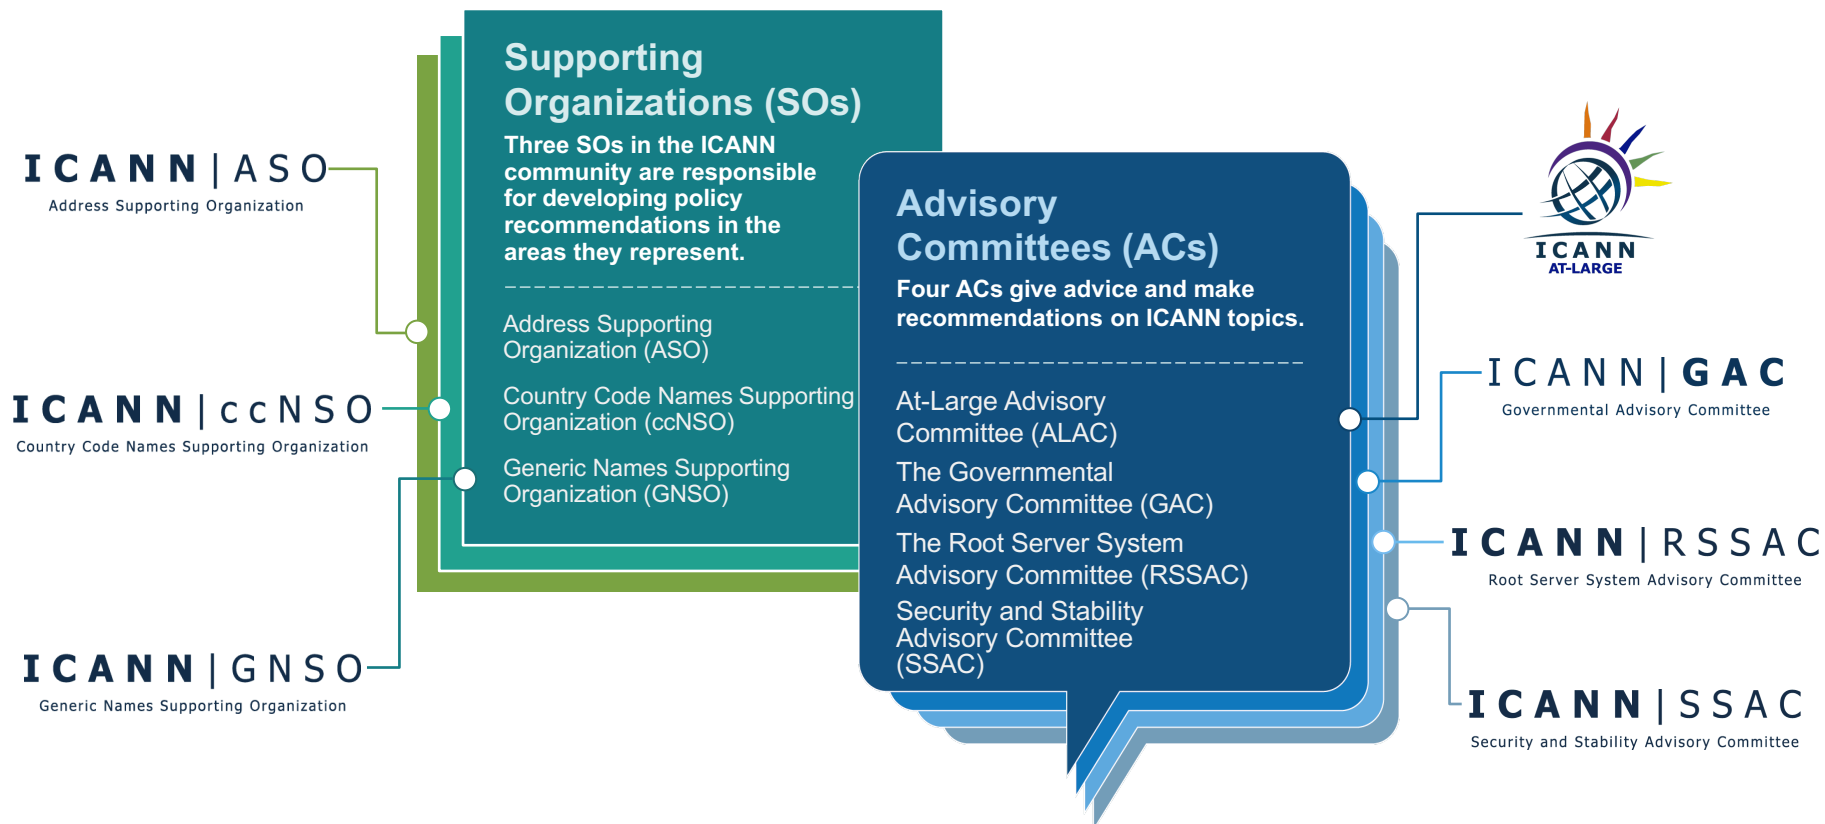 ICANN|ASO
Address Supporting Organization
ICANN|ccNSO
Country Code Names Supporting Organization
ICANN|GNSO
Generic Names Supporting Organization
Supporting
Organizations (SOs)
Three SOs in the ICANN
community are responsible
for developing policy
recommendations in the
areas they represent.
Address Supporting
Organization (ASO)
Country Code Names Supporting
Organization (ccNSO)
Generic Names Supporting
Organization (GNSO)
Advisory
Committees (ACs)
Four ACs give advice and make
recommendations on ICANN topics.
At-Large Advisory
Committee (ALAC)
The Governmental
Advisory Committee (GAC)
The Root Server System
Advisory Committee (RSSAC)
Security and Stability
Advisory Committee
(SSAC)
ICANN
AT-LARGE
ICANN|GAC
Governmental Advisory Committee
ICANN|RSSAC
Root Server System Advisory Committee
ICANN|SSAC
Security and Stability Advisory Committee